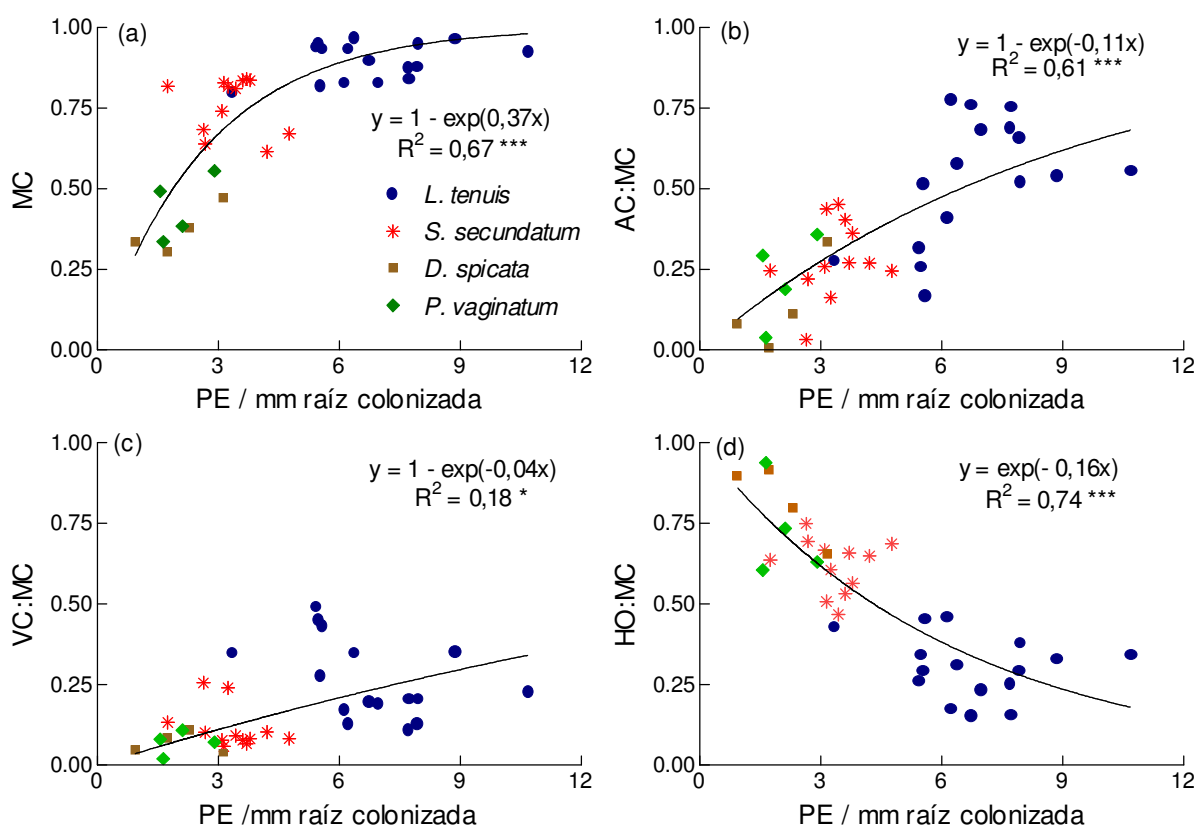 (a)
y = 1 - exp(0,37x)
R² = 0,67 ***
L. tenuis
S. secundatum
D. spicata
P. vaginatum
MC
1.00
0.75
0.50
0.25
0.00
0 3 6 9 12
PE / mm raíz colonizada
(b)
y = 1 - exp(-0,11x)
R² = 0,61 ***
AC:MC
1.00
0.75
0.50
0.25
0.00
0 3 6 9 12
PE / mm raíz colonizada
(c)
y = 1 - exp(-0,04x)
R² = 0,18 *
VC:MC
1.00
0.75
0.50
0.25
0.00
0 3 6 9 12
PE /mm raíz colonizada
(d)
y = exp(- 0,16x)
R² = 0,74 ***
HO:MC
1.00
0.75
0.50
0.25
0.00
0 3 6 9 12
PE / mm raíz colonizada